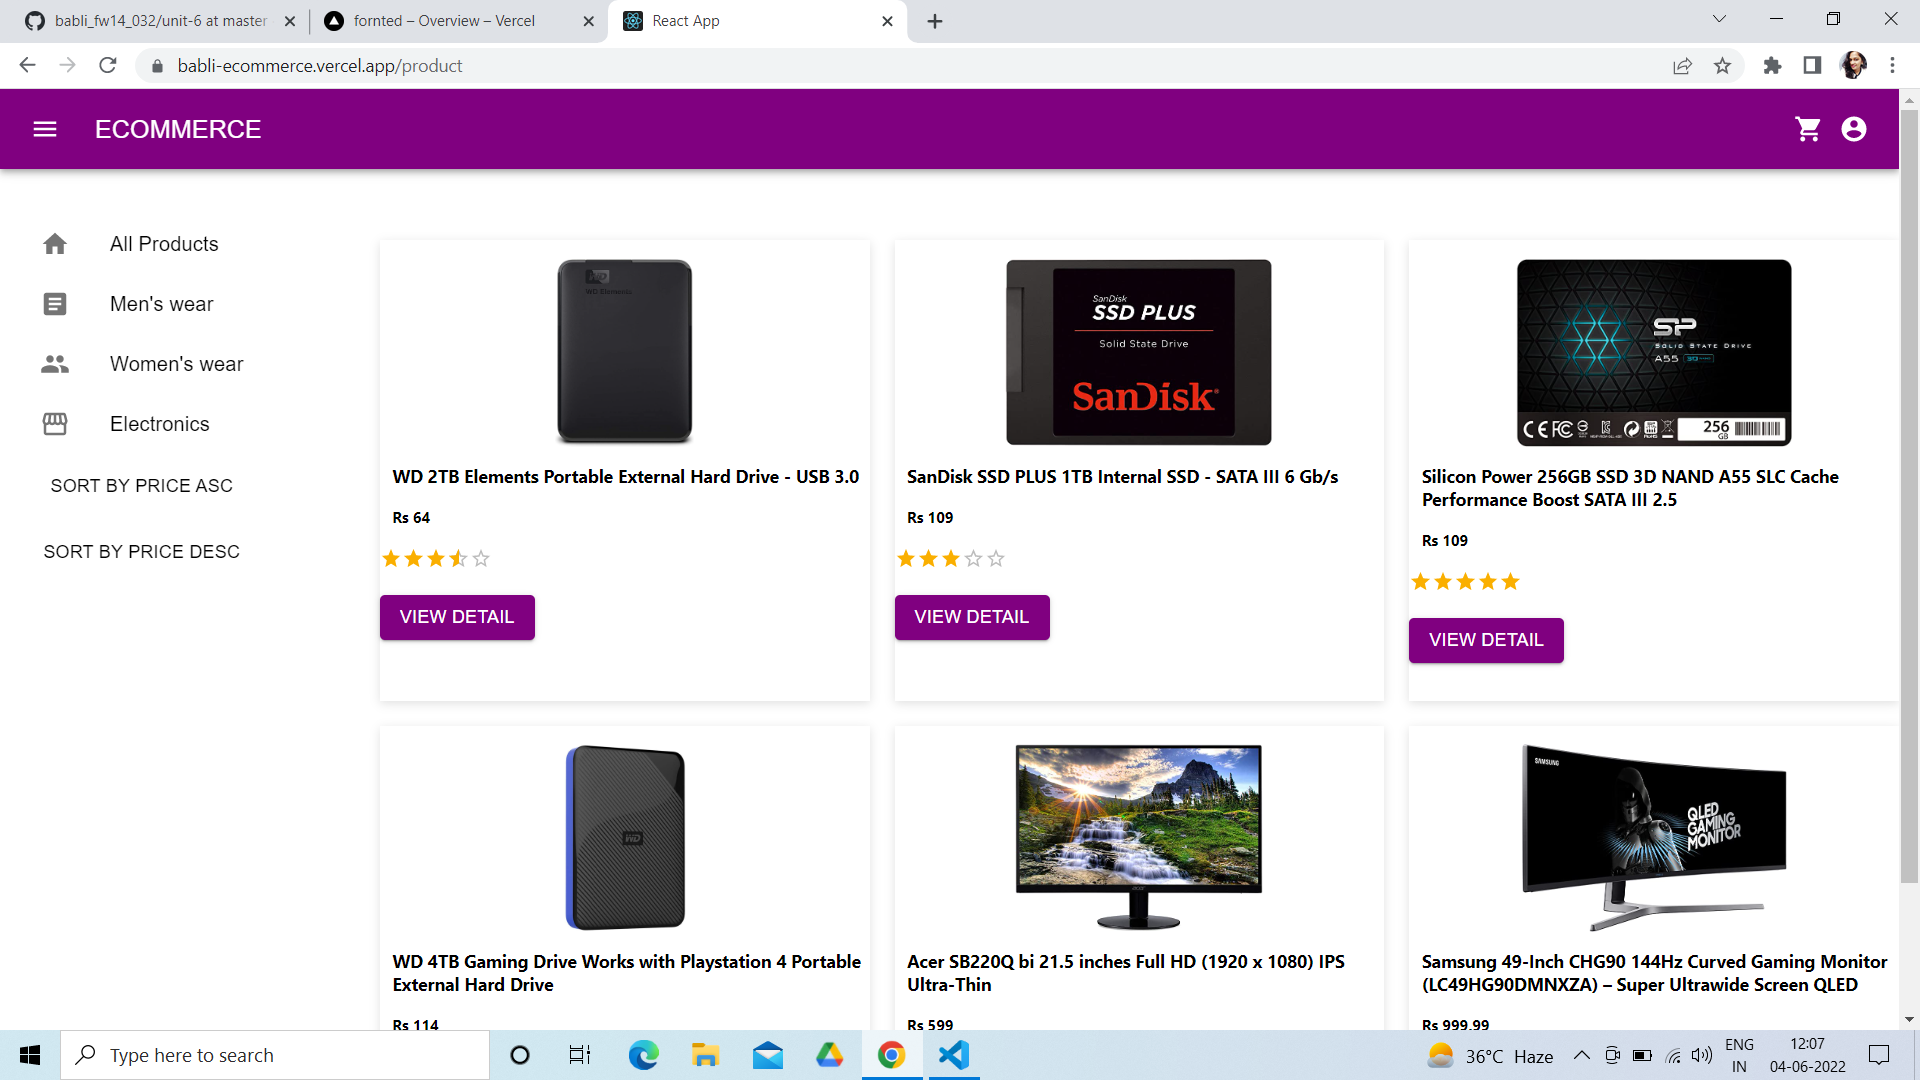 babli_fw14_032/unit-6 at master
fornted – Overview – Vercel
React App
babli-ecommerce.vercel.app/product
ECOMMERCE
All Products
Men's wear
Women's wear
Electronics
SORT BY PRICE ASC
SORT BY PRICE DESC
WD
WD Elements
WD 2TB Elements Portable External Hard Drive - USB 3.0
Rs 64
VIEW DETAIL
SanDisk
SSD PLUS
Solid State Drive
SanDisk
SanDisk SSD PLUS 1TB Internal SSD - SATA III 6 Gb/s
Rs 109
VIEW DETAIL
SP
SOLID STATE DRIVE
A55
256
GB
Silicon Power 256GB SSD 3D NAND A55 SLC Cache
Performance Boost SATA III 2.5
Rs 109
VIEW DETAIL
WD
WD 4TB Gaming Drive Works with Playstation 4 Portable
External Hard Drive
Rs 114
acer
Acer SB220Q bi 21.5 inches Full HD (1920 x 1080) IPS
Ultra-Thin
Rs 599
SAMSUNG
QLED
GAMING
MONITOR
Samsung 49-Inch CHG90 144Hz Curved Gaming Monitor
(LC49HG90DMNXZA) – Super Ultrawide Screen QLED
Rs 999.99
Type here to search
36°C Haze
ENG
IN
12:07
04-06-2022